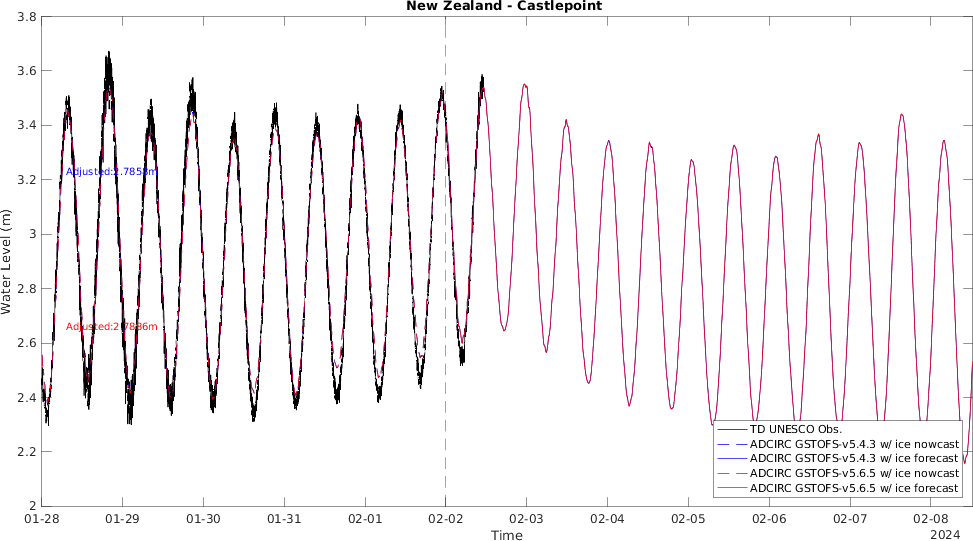 New Zealand - Castlepoint
3.8
3.6
3.4
3.2
3
2.8
2.6
2.4
2.2
2
Water Level (m)
Adjusted:2.7858m
Adjusted:2.7886m
TD UNESCO Obs.
ADCIRC GSTOFS-v5.4.3 w/ ice nowcast
ADCIRC GSTOFS-v5.4.3 w/ ice forecast
ADCIRC GSTOFS-v5.6.5 w/ ice nowcast
ADCIRC GSTOFS-v5.6.5 w/ ice forecast
01-28 01-29 01-30 01-31 02-01 02-02 02-03 02-04 02-05 02-06 02-07 02-08
Time
2024